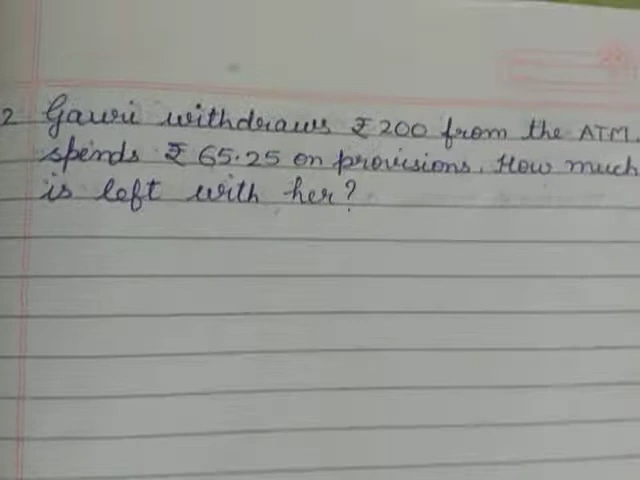 2 Gauri withdraws ₹ 200 from the ATM.
spends ₹ 65.25 on provisions. How much
is left with her?